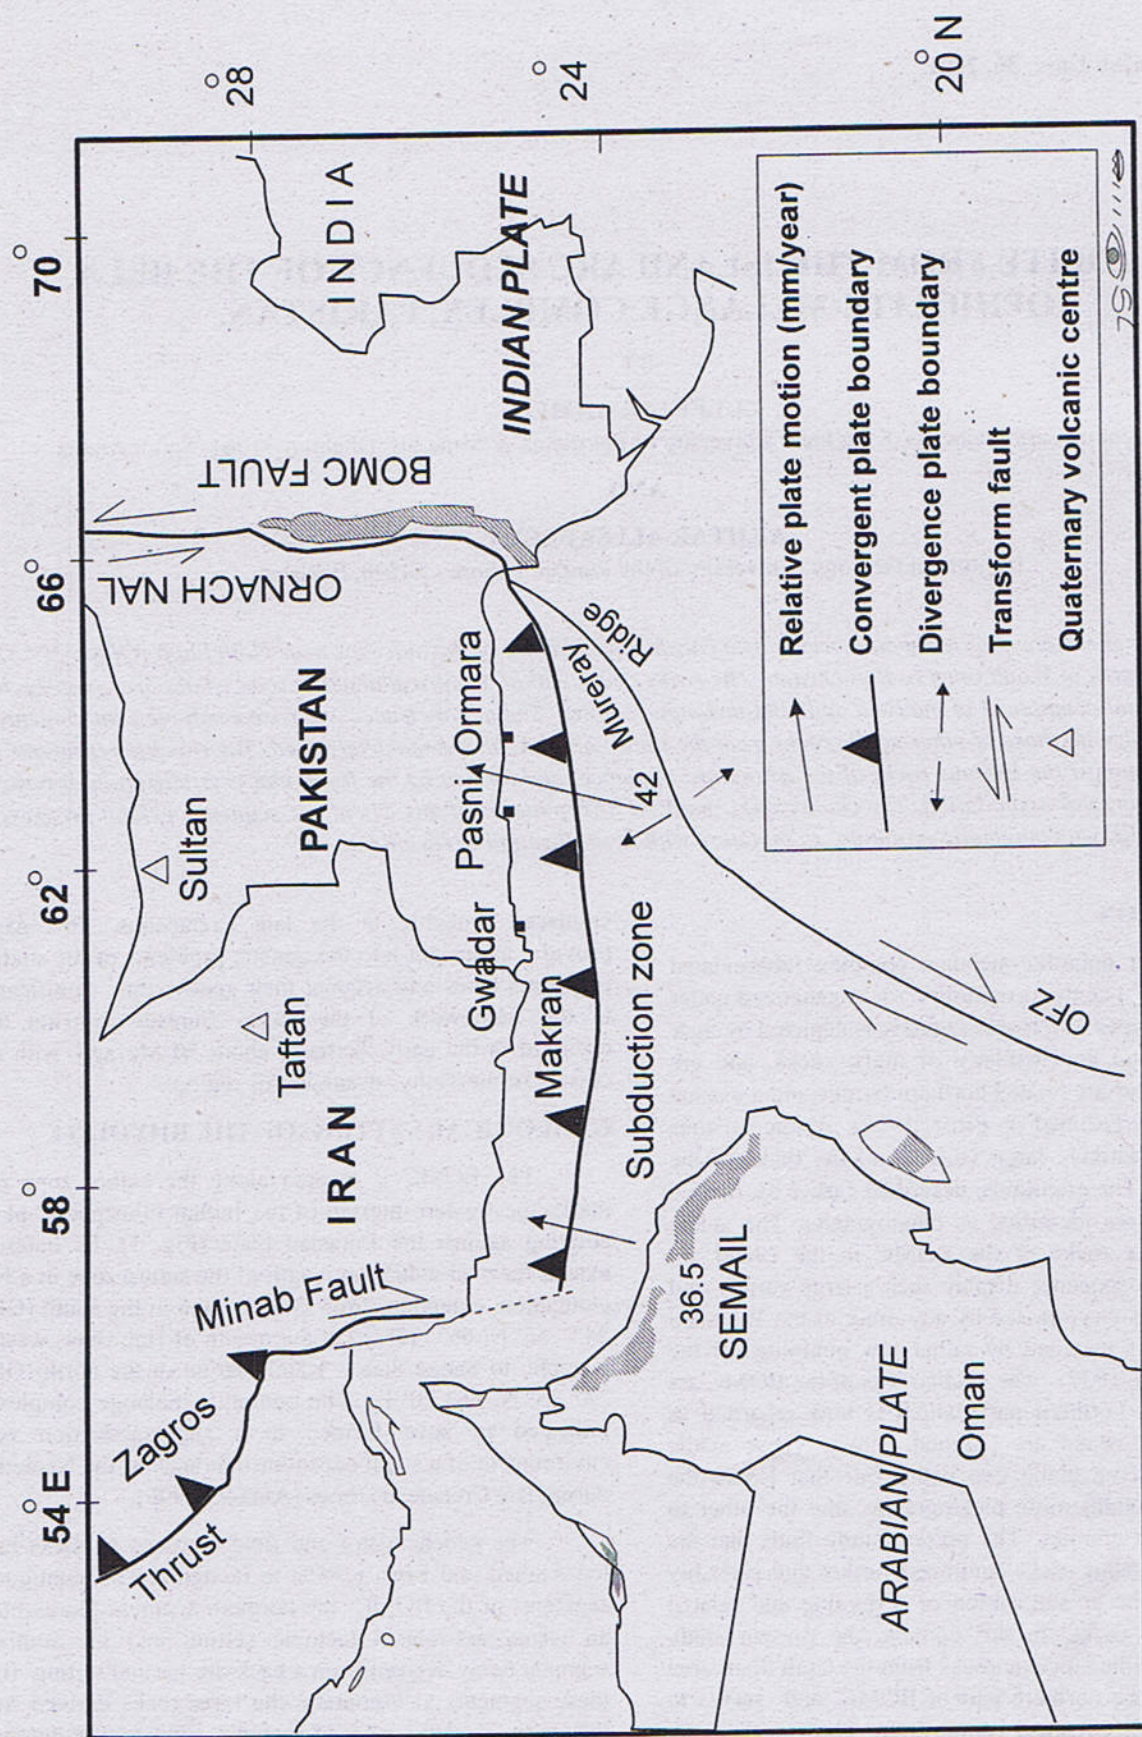 54° E
58°
62°
66°
70°
28°
24°
20° N
Zagros
Thrust
Minab Fault
IRAN
Taftan
Sultan
PAKISTAN
ORNACH NAL
BOMC FAULT
INDIA
INDIAN PLATE
Gwadar
Pasni
Ormara
Makran
Subduction zone
42
Mureray
Ridge
36.5
SEMAIL
ARABIAN PLATE
Oman
OFZ
Relative plate motion (mm/year)
Convergent plate boundary
Divergence plate boundary
Transform fault
Quaternary volcanic centre